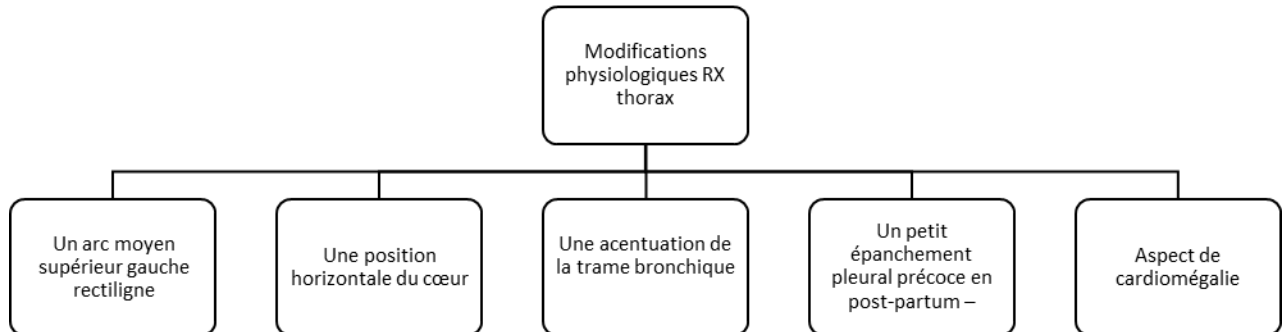 Modifications
physiologiques RX
thorax
Un arc moyen
supérieur gauche
rectiligne
Une position
horizontale du cœur
Une acentuation de
la trame bronchique
Un petit
épanchement
pleural précoce en
post-partum –
Aspect de
cardiomégalie